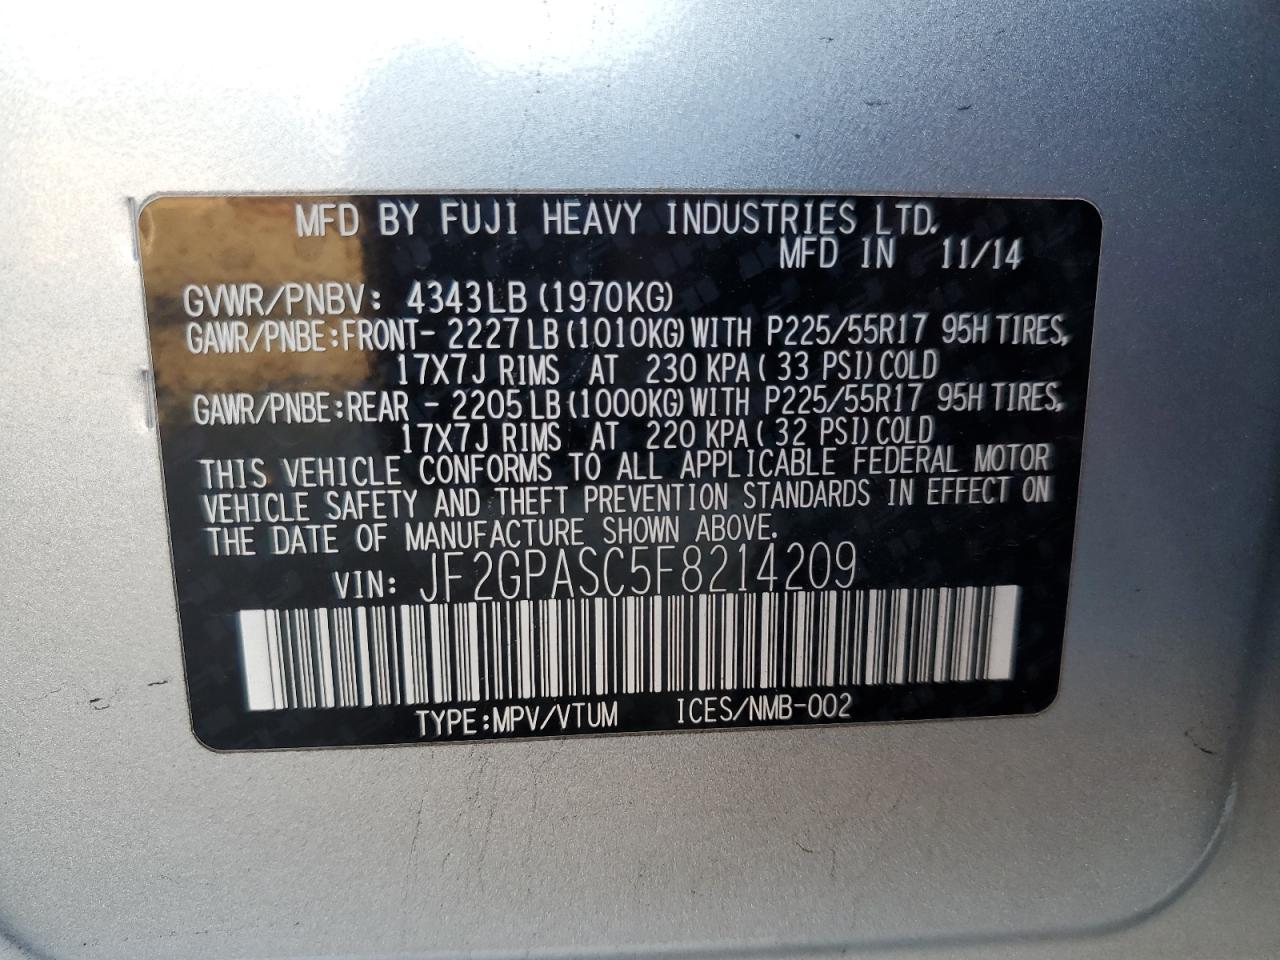 MFD BY FUJI HEAVY INDUSTRIES LTD.
MFD IN 11/14
GVWR/PNBV: 4343LB (1970KG)
GAWR/PNBE:FRONT- 2227LB (1010KG) WITH P225/55R17 95H TIRES,
17X7J RIMS AT 230 KPA ( 33 PSI) COLD
GAWR/PNBE:REAR - 2205LB (1000KG) WITH P225/55R17 95H TIRES,
17X7J RIMS AT 220 KPA ( 32 PSI) COLD
THIS VEHICLE CONFORMS TO ALL APPLICABLE FEDERAL MOTOR
VEHICLE SAFETY AND THEFT PREVENTION STANDARDS IN EFFECT ON
THE DATE OF MANUFACTURE SHOWN ABOVE.
VIN: JF2GPASC5F8214209
TYPE:MPV/VTUM ICES/NMB-002